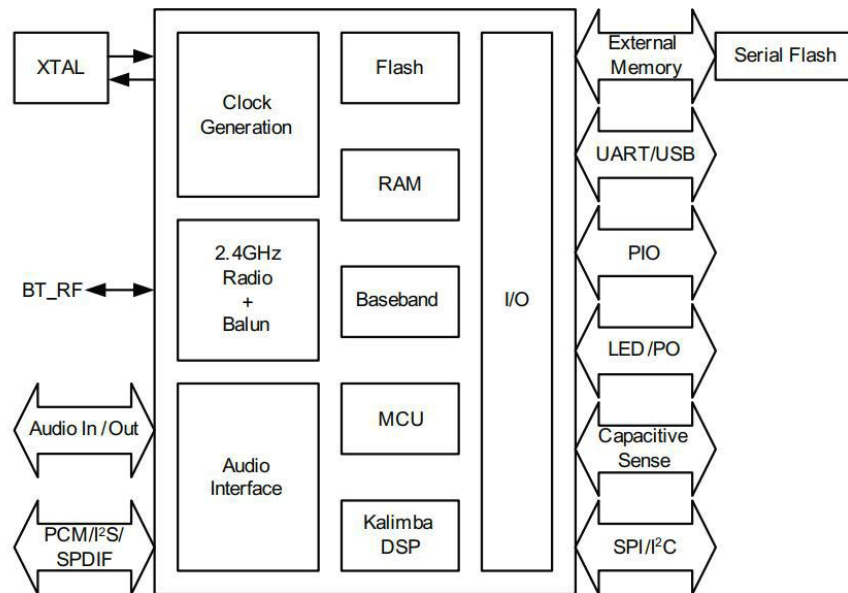 XTAL
Clock
Generation
Flash
External
Memory
Serial Flash
UART/USB
RAM
2.4GHz
Radio
+
Balun
PIO
BT_RF
Baseband
I/O
LED/PO
Audio In/Out
MCU
Capacitive
Sense
Audio
Interface
PCM/I²S/
SPDIF
Kalimba
DSP
SPI/I²C